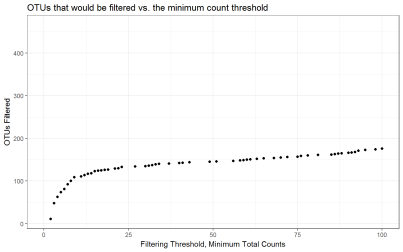 OTUs that would be filtered vs. the minimum count threshold
OTUs Filtered
400
300
200
100
0
0 25 50 75 100
Filtering Threshold, Minimum Total Counts